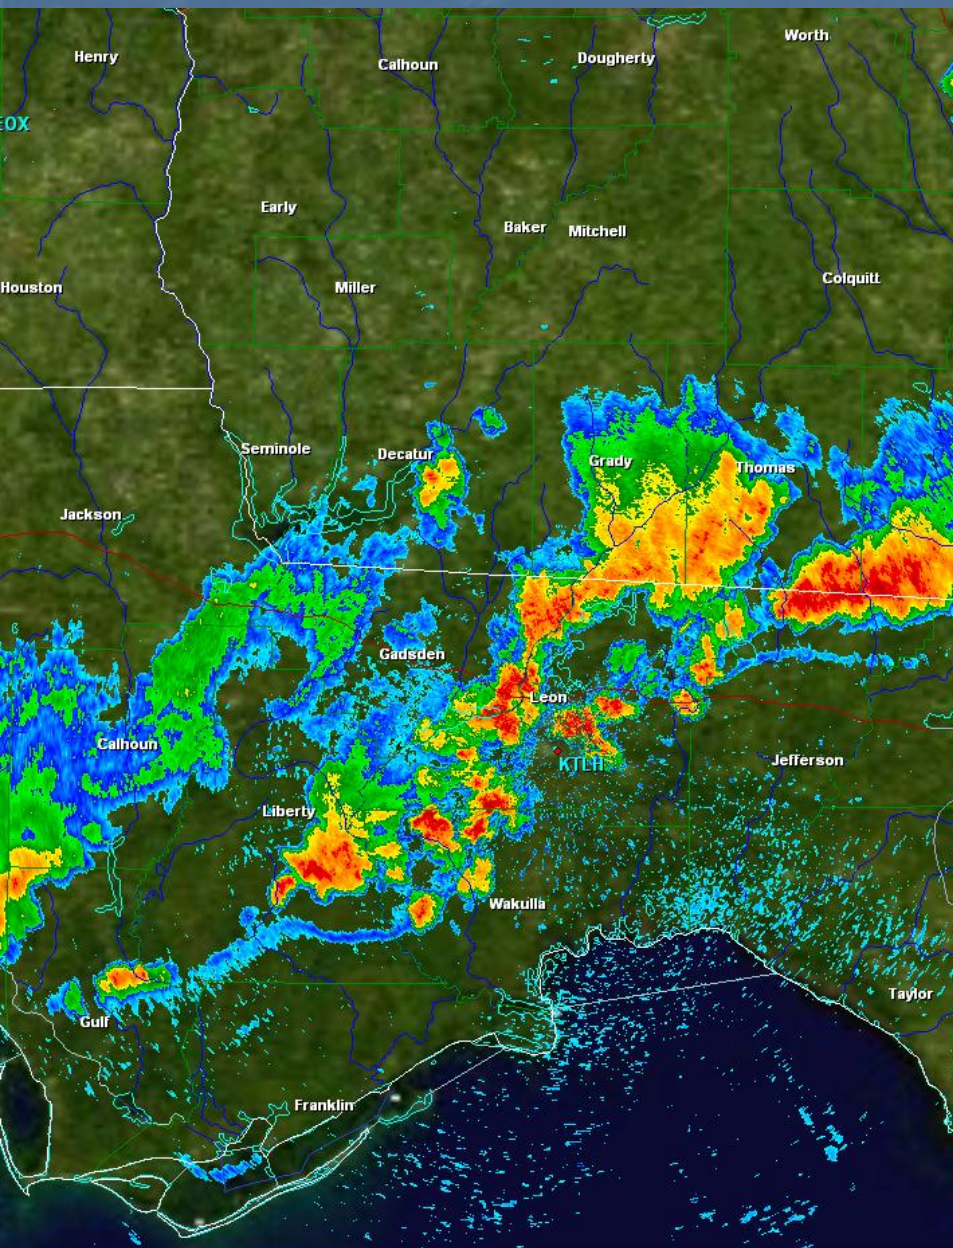 Worth
Henry
Calhoun
Dougherty
EOX
Early
Baker
Mitchell
Houston
Miller
Colquitt
Seminole
Decatur
Grady
Thomas
Jackson
Gadsden
Leon
Calhoun
KTLH
Jefferson
Liberty
Wakulla
Taylor
Gulf
Franklin